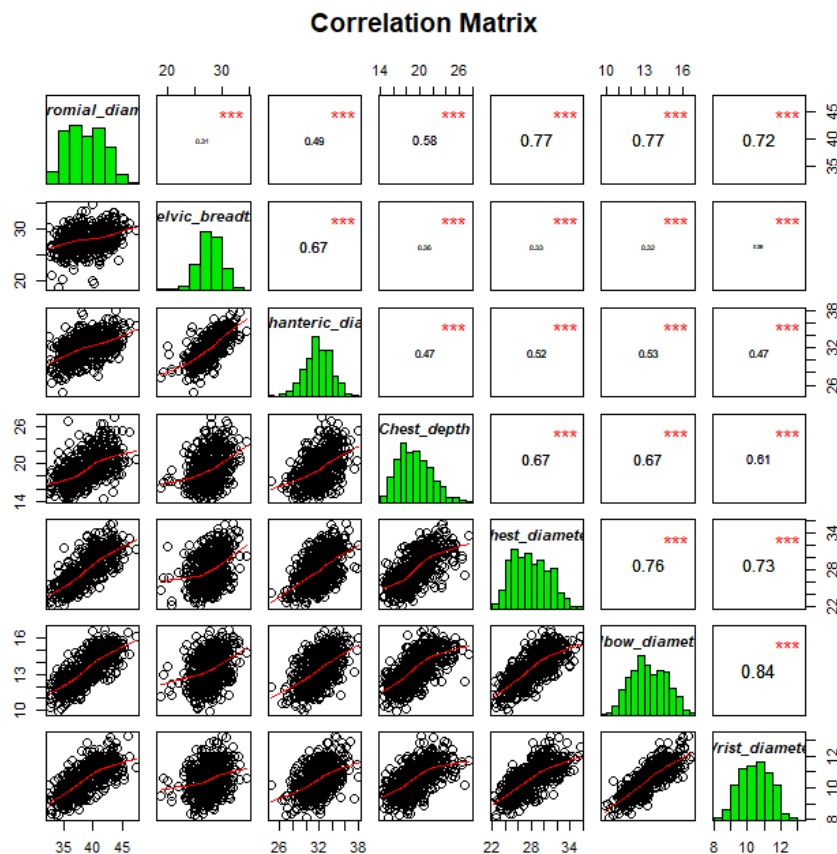 Correlation Matrix
20 30 14 20 26 10 13 16
romial_diam
***
0.31
***
0.49
***
0.58
***
0.77
***
0.77
***
0.72
35 40 45
20 30
elvic_breadt
***
0.67
***
0.36
***
0.33
***
0.32
***
hanteric_dia
***
0.47
***
0.52
***
0.53
***
0.47
26 32 38
14 20 26
Chest_depth
***
0.67
***
0.67
***
0.61
hest_diamete
***
0.76
***
0.73
22 28 34
10 13 16
lbow_diamet
***
0.84
Wrist_diamete
8 10 12
35 40 45 26 32 38 22 28 34 8 10 12